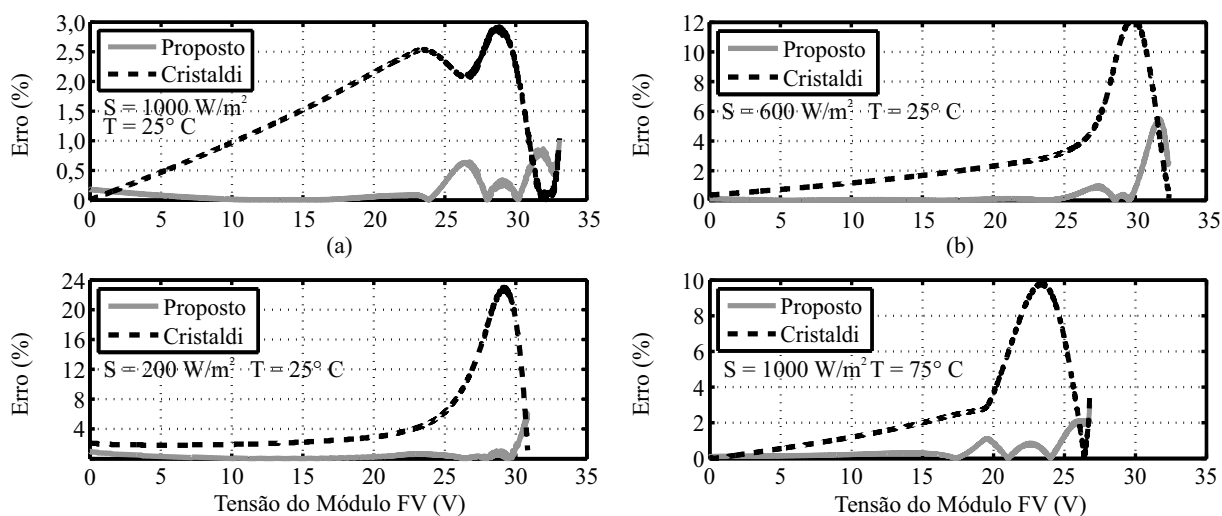 3,0
2,5
2,0
1,5
1,0
0,5
0
Erro (%)
Proposto
Cristaldi
S = 1000 W/m²
T = 25° C
0 5 10 15 20 25 30 35
(a)
12
10
8
6
4
2
0
Erro (%)
Proposto
Cristaldi
S = 600 W/m² T = 25° C
0 5 10 15 20 25 30 35
(b)
24
20
16
12
8
4
Erro (%)
Proposto
Cristaldi
S = 200 W/m² T = 25° C
0 5 10 15 20 25 30 35
Tensão do Módulo FV (V)
10
8
6
4
2
0
Erro (%)
Proposto
Cristaldi
S = 1000 W/m² T = 75° C
0 5 10 15 20 25 30 35
Tensão do Módulo FV (V)